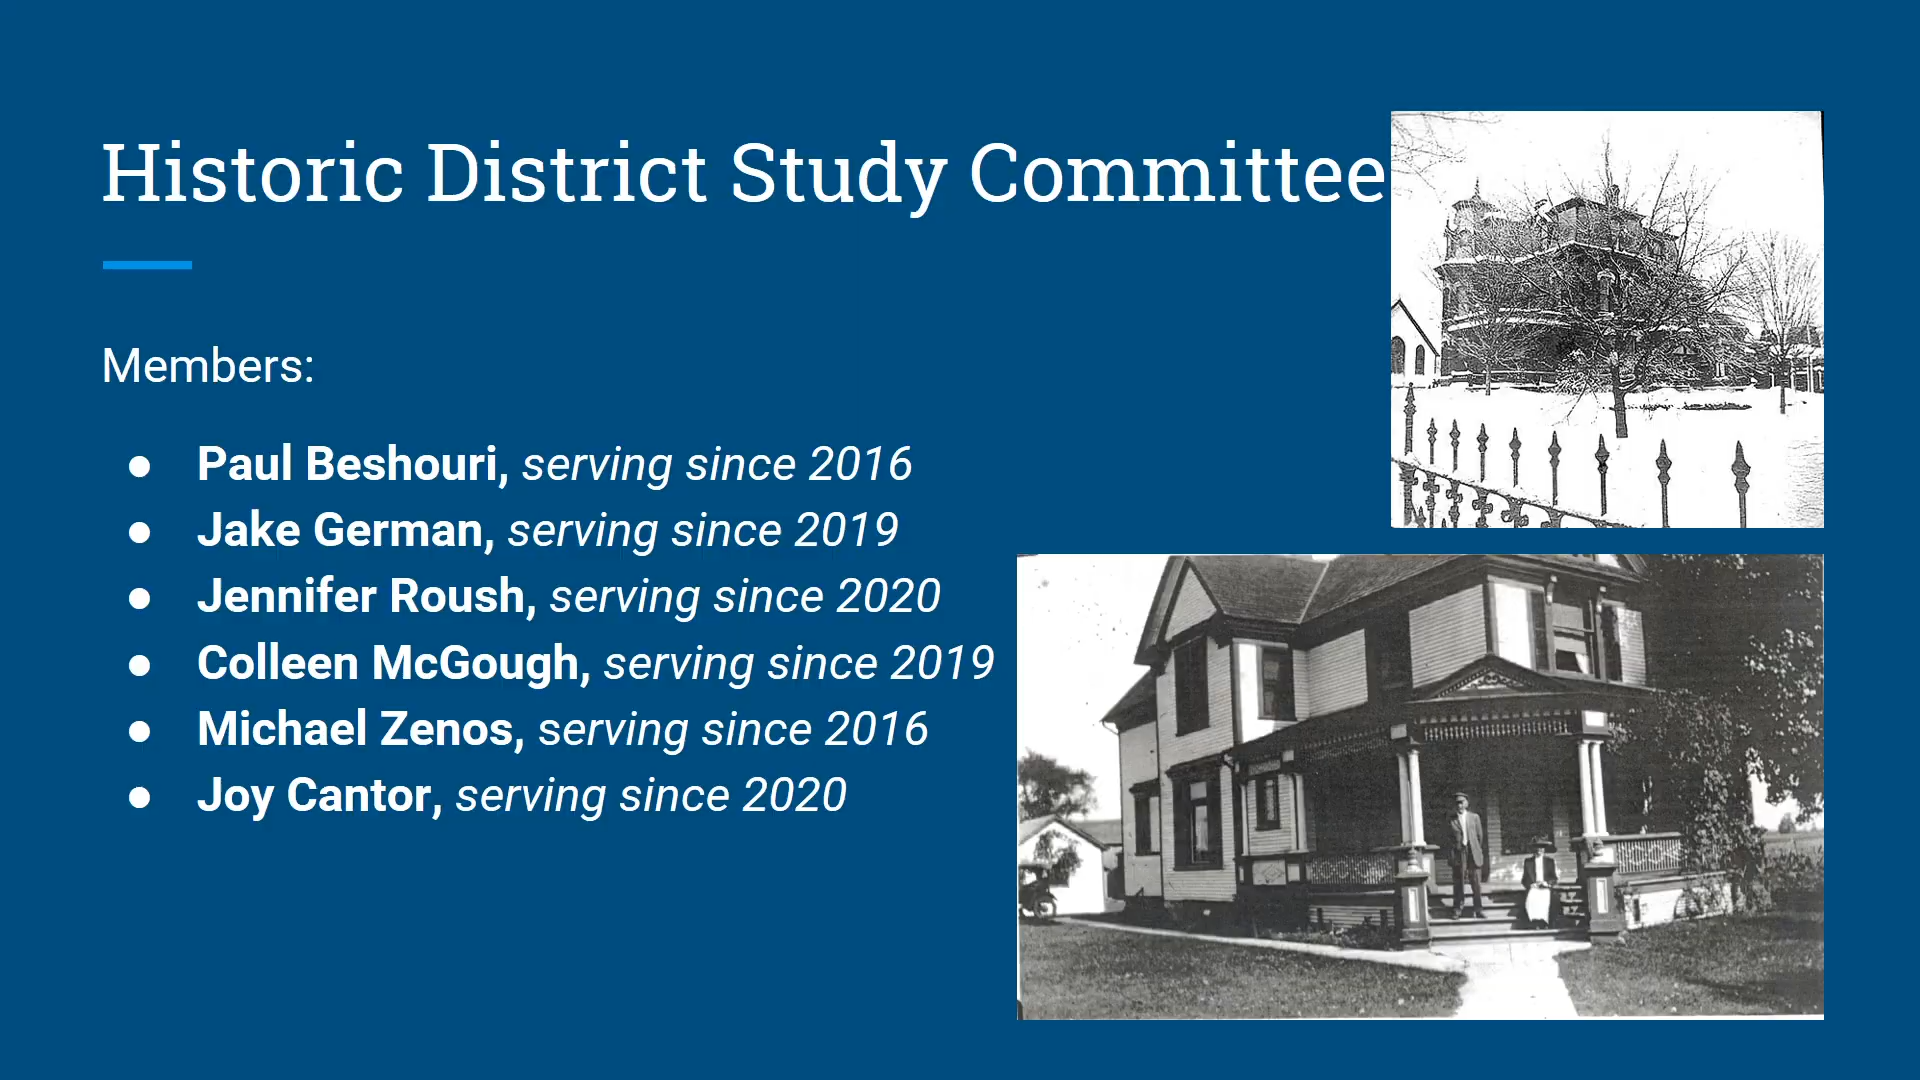 Historic District Study Committee
Members:
● Paul Beshouri, serving since 2016
● Jake German, serving since 2019
● Jennifer Roush, serving since 2020
● Colleen McGough, serving since 2019
● Michael Zenos, serving since 2016
● Joy Cantor, serving since 2020